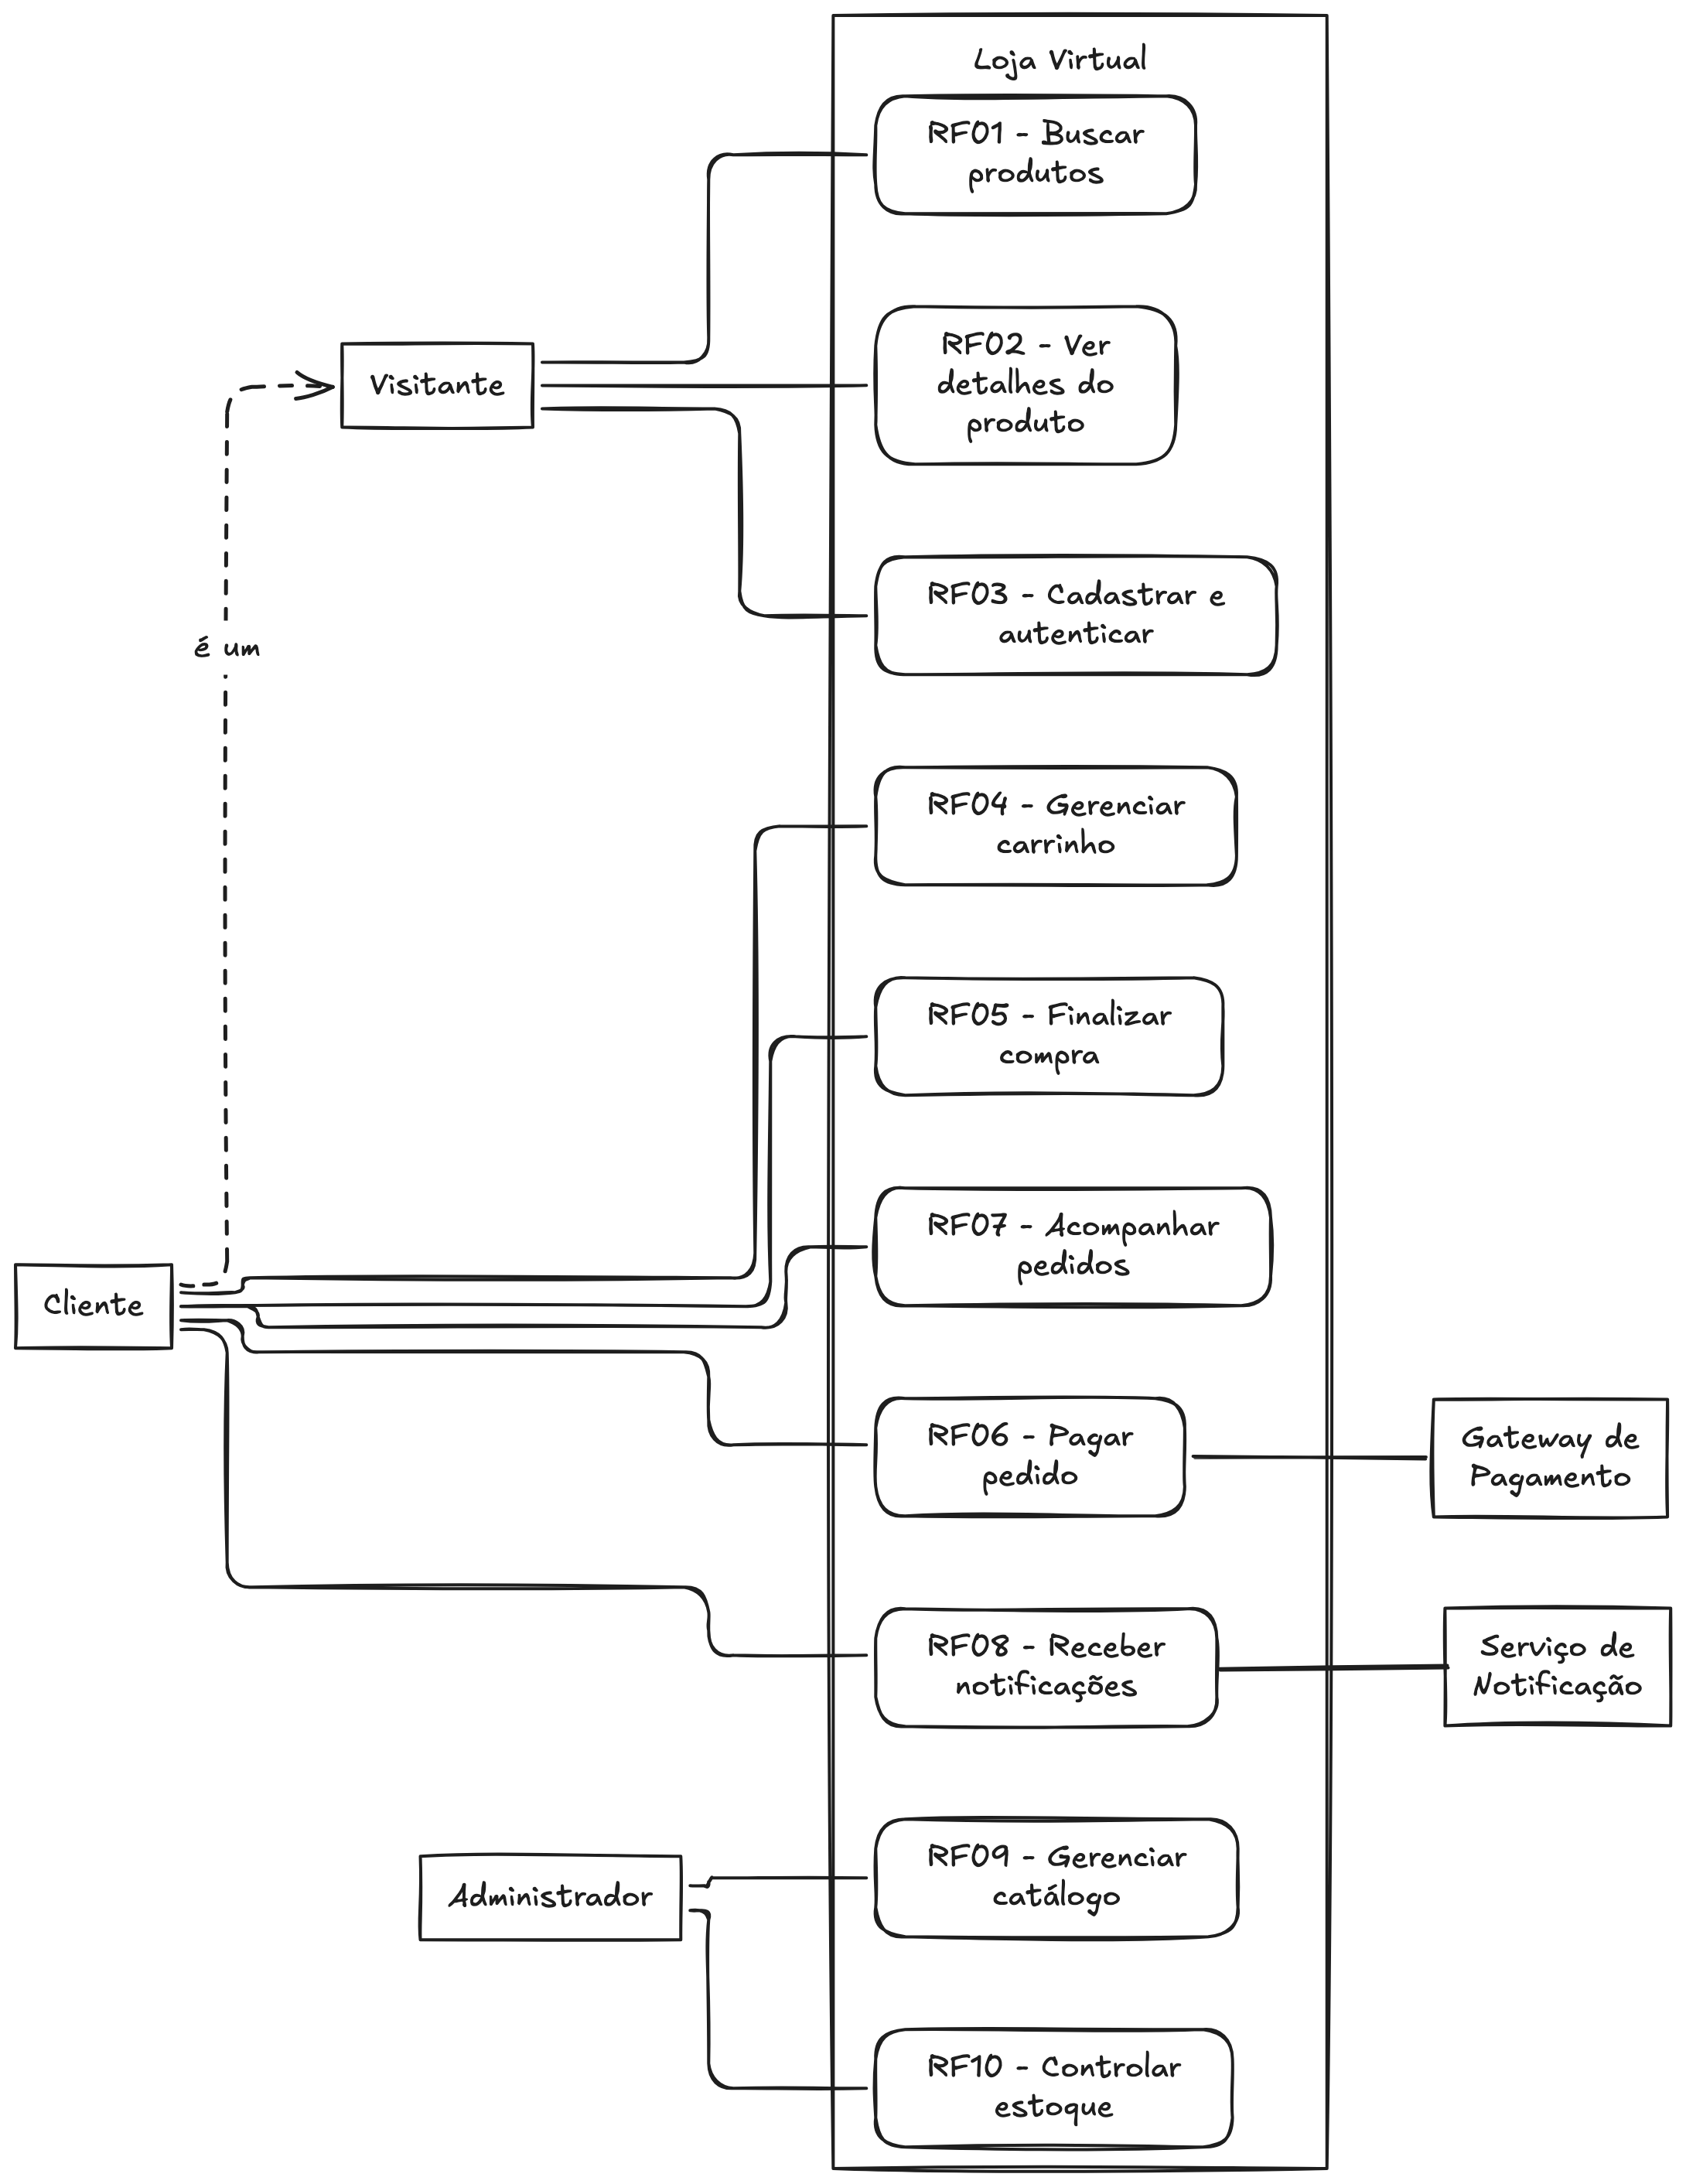 Loja Virtual
RF01 - Buscar
produtos
Visitante
RF02 - Ver
detalhes do
produto
RF03 - Cadastrar e
autenticar
é um
RF04 - Gerenciar
carrinho
RF05 - Finalizar
compra
RF07 - Acompanhar
pedidos
Cliente
RF06 - Pagar
pedido
Gateway de
Pagamento
RF08 - Receber
notificações
Serviço de
Notificação
RF09 - Gerenciar
catálogo
Administrador
RF10 - Controlar
estoque